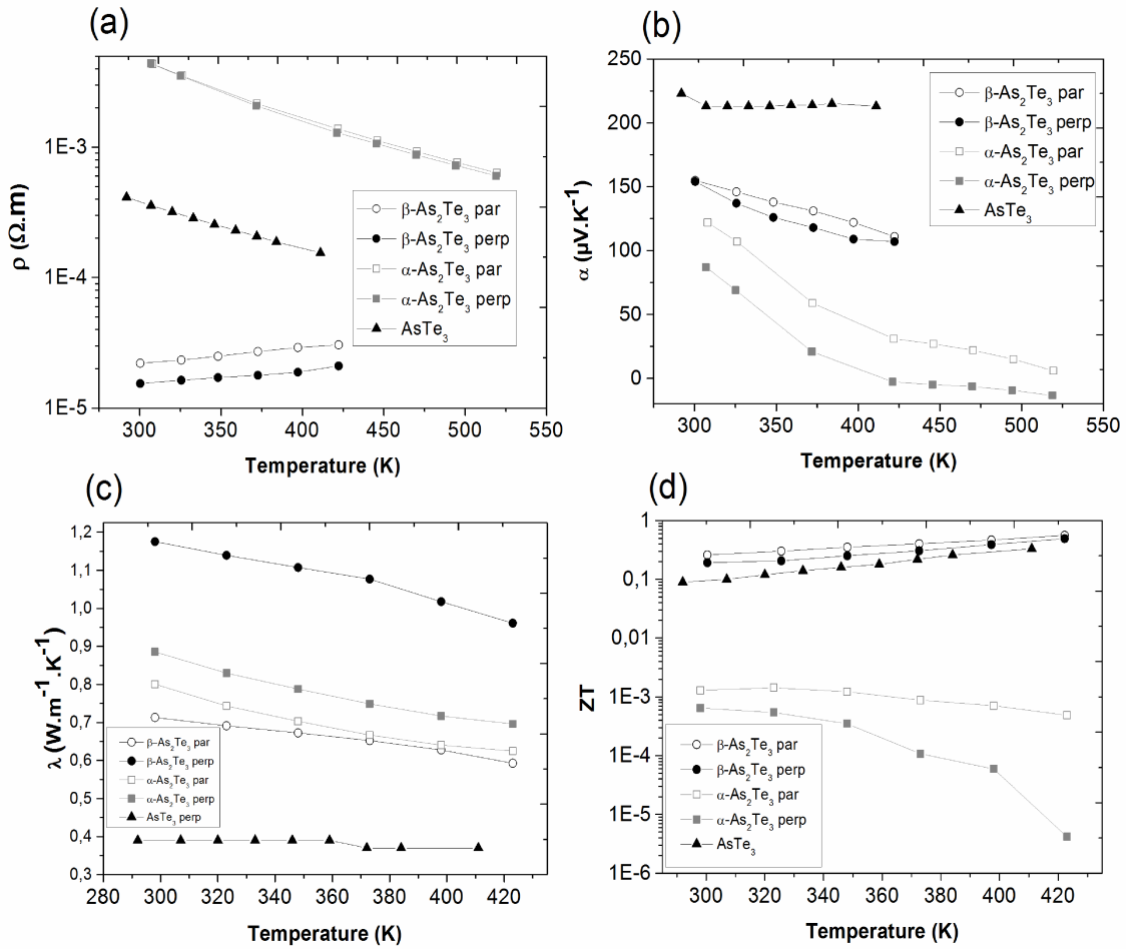 (a)
ρ (Ω.m)
1E-3
1E-4
1E-5
300 350 400 450 500 550
Temperature (K)
β-As₂Te₃ par
β-As₂Te₃ perp
α-As₂Te₃ par
α-As₂Te₃ perp
AsTe₃
(b)
α (µV.K⁻¹)
250
200
150
100
50
0
300 350 400 450 500 550
Temperature (K)
β-As₂Te₃ par
β-As₂Te₃ perp
α-As₂Te₃ par
α-As₂Te₃ perp
AsTe₃
(c)
λ (W.m⁻¹.K⁻¹)
1,2
1,1
1,0
0,9
0,8
0,7
0,6
0,5
0,4
0,3
280 300 320 340 360 380 400 420
Temperature (K)
β-As₂Te₃ par
β-As₂Te₃ perp
α-As₂Te₃ par
α-As₂Te₃ perp
AsTe₃ perp
(d)
ZT
1
0,1
0,01
1E-3
1E-4
1E-5
1E-6
300 320 340 360 380 400 420
Temperature (K)
β-As₂Te₃ par
β-As₂Te₃ perp
α-As₂Te₃ par
α-As₂Te₃ perp
AsTe₃